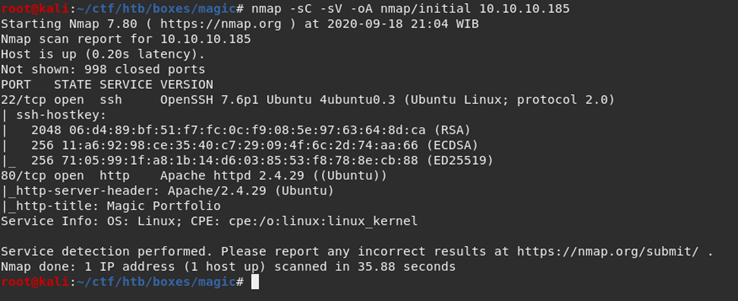 root@kali:~/ctf/htb/boxes/magic# nmap -sC -sV -oA nmap/initial 10.10.10.185
Starting Nmap 7.80 ( https://nmap.org ) at 2020-09-18 21:04 WIB
Nmap scan report for 10.10.10.185
Host is up (0.20s latency).
Not shown: 998 closed ports
PORT   STATE SERVICE VERSION
22/tcp open  ssh     OpenSSH 7.6p1 Ubuntu 4ubuntu0.3 (Ubuntu Linux; protocol 2.0)
| ssh-hostkey:
|   2048 06:d4:89:bf:51:f7:fc:0c:f9:08:5e:97:63:64:8d:ca (RSA)
|   256 11:a6:92:98:ce:35:40:c7:29:09:4f:6c:2d:74:aa:66 (ECDSA)
|_  256 71:05:99:1f:a8:1b:14:d6:03:85:53:f8:78:8e:cb:88 (ED25519)
80/tcp open  http    Apache httpd 2.4.29 ((Ubuntu))
|_http-server-header: Apache/2.4.29 (Ubuntu)
|_http-title: Magic Portfolio
Service Info: OS: Linux; CPE: cpe:/o:linux:linux_kernel
Service detection performed. Please report any incorrect results at https://nmap.org/submit/ .
Nmap done: 1 IP address (1 host up) scanned in 35.88 seconds
root@kali:~/ctf/htb/boxes/magic#